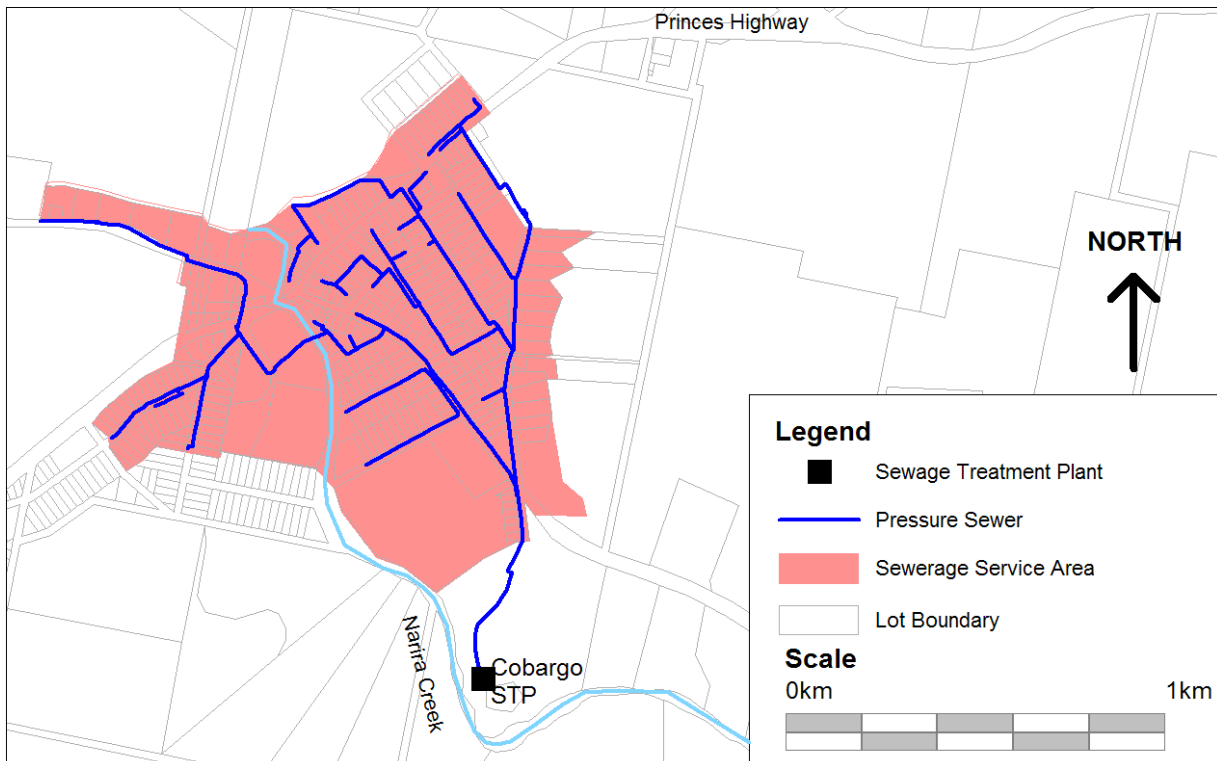 Princes Highway
NORTH
Narira Creek
Cobargo
STP
Legend
Sewage Treatment Plant
Pressure Sewer
Sewerage Service Area
Lot Boundary
Scale
0km 1km